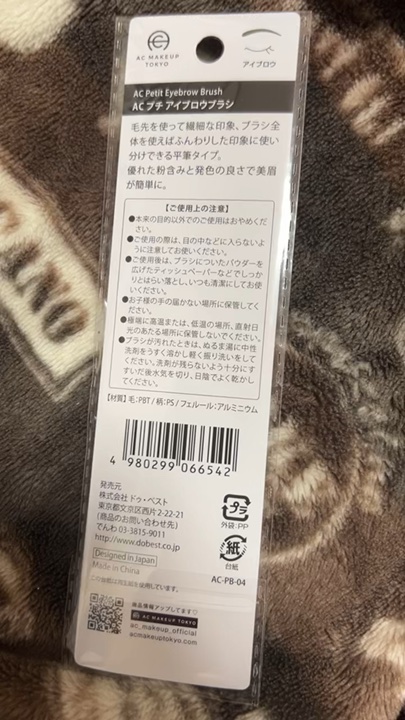 AC MAKEUP
TOKYO
アイブロウ
AC Petit Eyebrow Brush
AC プチ アイブロウブラシ
毛先を使って繊細な印象、ブラシ全
体を使えばふんわりした印象に使い
分けできる平筆タイプ。
優れた粉含みと発色の良さで美眉
が簡単に。
【ご使用上の注意】
●本来の目的以外でのご使用はおやめくだ
さい。
●ご使用の際は、目の中などに入らないよ
うに注意してお使いください。
●ご使用後は、ブラシについたパウダーを
広げたティッシュペーパーなどでしっか
りとはらい落とし、いつも清潔にしてお使
いください。
●お子様の手の届かない場所に保管してく
ださい。
●極端に高温または、低温の場所、直射日
光のあたる場所に保管しないでください。
●ブラシが汚れたときは、ぬるま湯に中性
洗剤をうすく溶かし軽く振り洗いをして
ください。洗剤が残らないよう十分にす
すいだ後水気を切り、日陰でよく乾かし
てください。
【材質】毛:PBT / 柄:PS / フェルール:アルミニウム
4 980299 066542
発売元
株式会社 ドゥ・ベスト
東京都文京区西片2-22-21
(商品のお問い合わせ先)
でんわ 03-3815-9011
http://www.dobest.co.jp
Designed in Japan
Made in China
プラ
外袋:PP
紙
台紙
AC-PB-04
商品情報アップしてます♡
AC MAKEUP TOKYO
ac_makeup_official
acmakeuptokyo.com